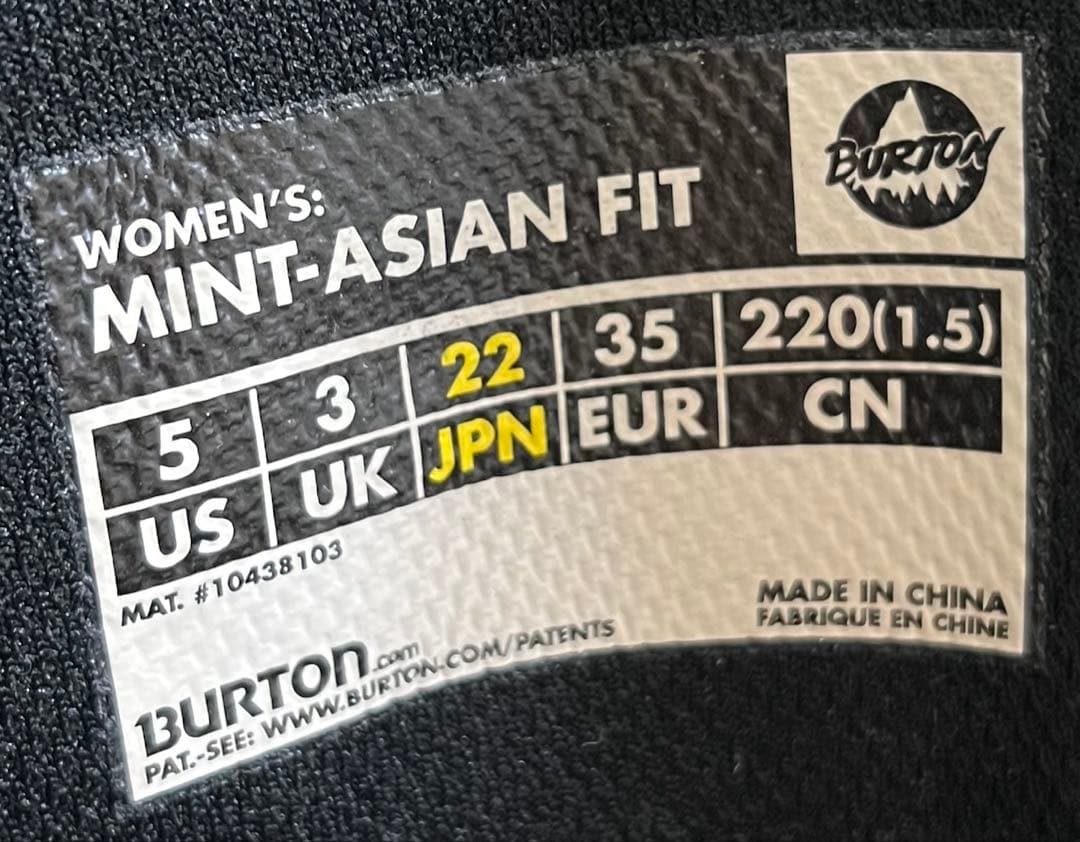 BURTON
WOMEN'S:
MINT-ASIAN FIT
5 3 22 35 220(1.5)
US UK JPN EUR CN
MAT. #10438103
MADE IN CHINA
FABRIQUE EN CHINE
BURTON.com
PAT.-SEE: WWW.BURTON.COM/PATENTS